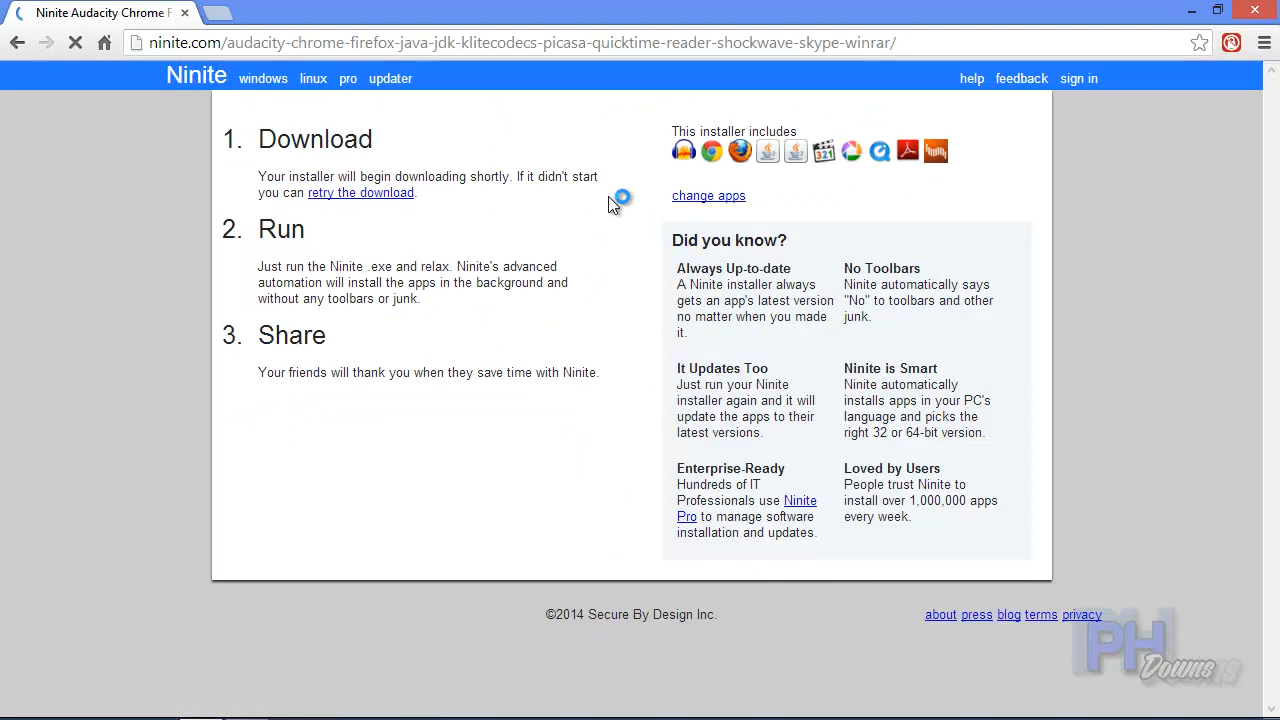 Ninite Audacity Chrome F
ninite.com/audacity-chrome-firefox-java-jdk-klitecodecs-picasa-quicktime-reader-shockwave-skype-winrar/
Ninite windows linux pro updater help feedback sign in
1. Download
Your installer will begin downloading shortly. If it didn't start
you can retry the download.
2. Run
Just run the Ninite .exe and relax. Ninite's advanced
automation will install the apps in the background and
without any toolbars or junk.
3. Share
Your friends will thank you when they save time with Ninite.
This installer includes
321
change apps
Did you know?
Always Up-to-date
A Ninite installer always
gets an app's latest version
no matter when you made
it.
No Toolbars
Ninite automatically says
"No" to toolbars and other
junk.
It Updates Too
Just run your Ninite
installer again and it will
update the apps to their
latest versions.
Ninite is Smart
Ninite automatically
installs apps in your PC's
language and picks the
right 32 or 64-bit version.
Enterprise-Ready
Hundreds of IT
Professionals use Ninite
Pro to manage software
installation and updates.
Loved by Users
People trust Ninite to
install over 1,000,000 apps
every week.
©2014 Secure By Design Inc.
about press blog terms privacy
PH
Downs